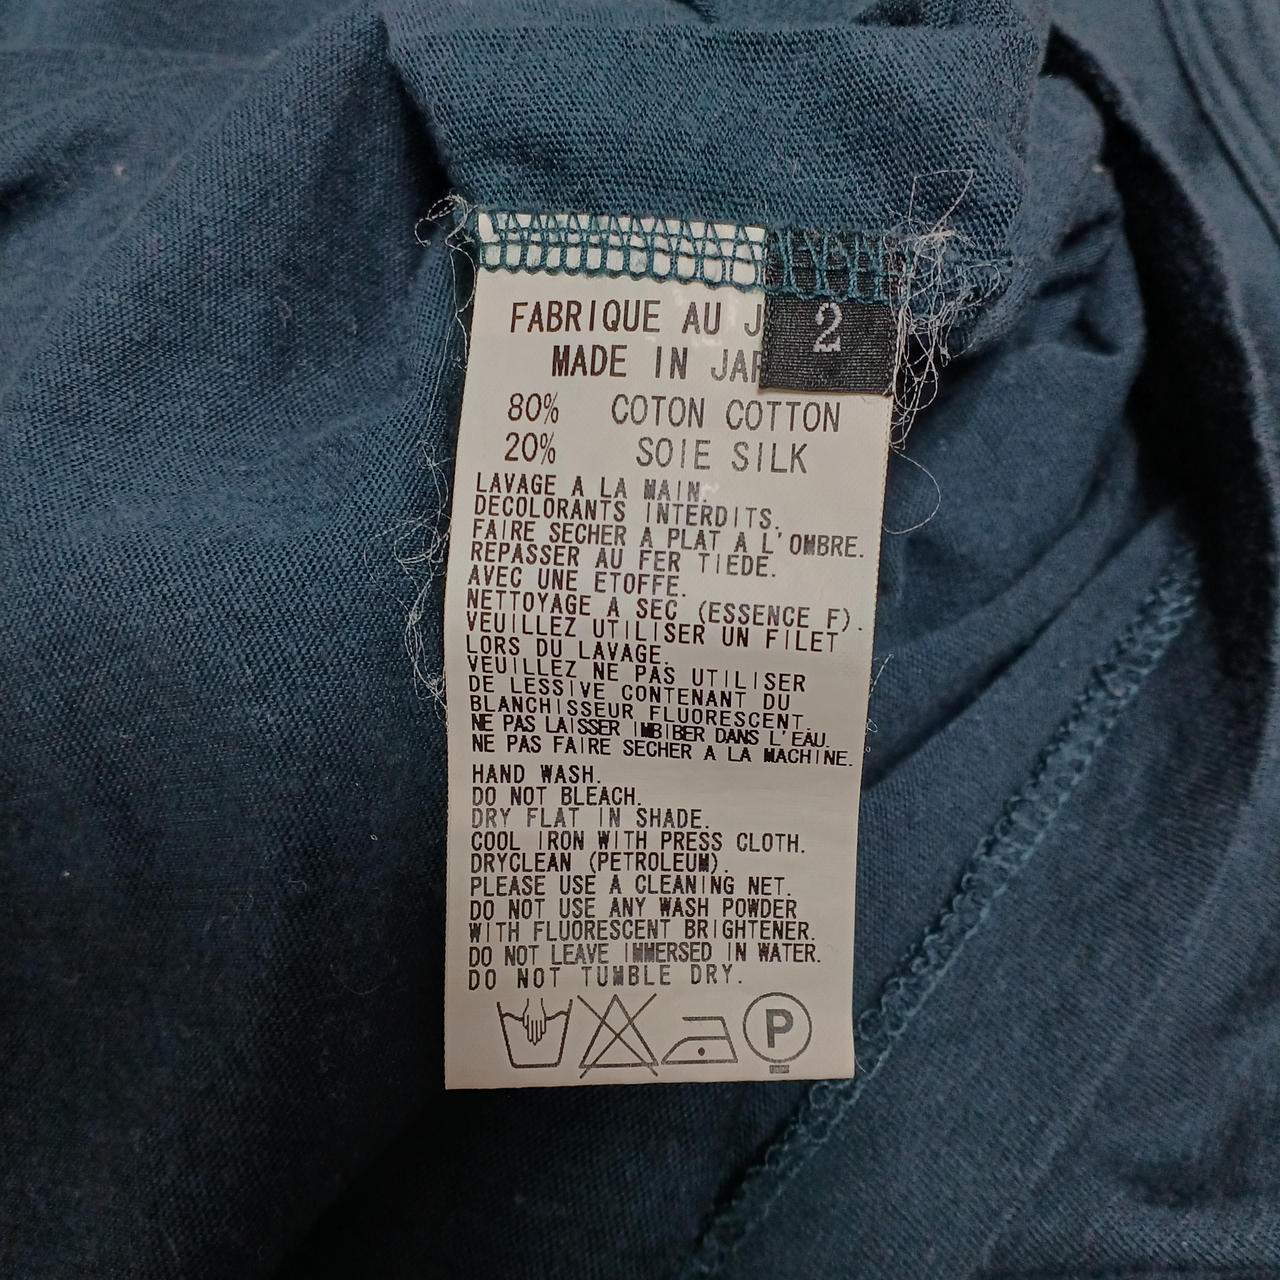 FABRIQUE AU J
2
MADE IN JAP
80% COTON COTTON
20% SOIE SILK
LAVAGE A LA MAIN.
DECOLORANTS INTERDITS.
FAIRE SECHER A PLAT A L'OMBRE.
REPASSER AU FER TIEDE.
AVEC UNE ETOFFE.
NETTOYAGE A SEC (ESSENCE F).
VEUILLEZ UTILISER UN FILET
LORS DU LAVAGE.
VEUILLEZ NE PAS UTILISER
DE LESSIVE CONTENANT DU
BLANCHISSEUR FLUORESCENT.
NE PAS LAISSER IMBIBER DANS L'EAU.
NE PAS FAIRE SECHER A LA MACHINE.
HAND WASH.
DO NOT BLEACH.
DRY FLAT IN SHADE.
COOL IRON WITH PRESS CLOTH.
DRYCLEAN (PETROLEUM).
PLEASE USE A CLEANING NET.
DO NOT USE ANY WASH POWDER
WITH FLUORESCENT BRIGHTENER.
DO NOT LEAVE IMMERSED IN WATER.
DO NOT TUMBLE DRY.
P